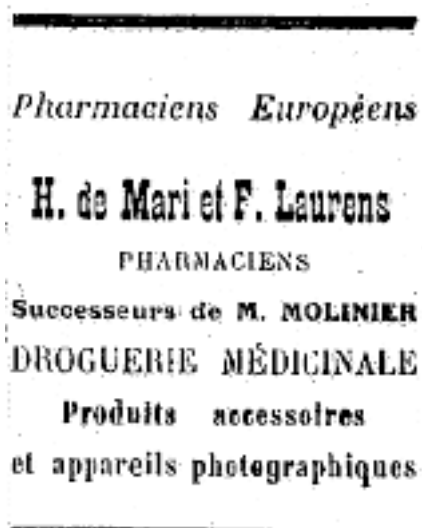 Pharmaciens Européens
H. de Mari et F. Laurens
PHARMACIENS
Successeurs de M. MOLINIER
DROGUERIE MÉDICINALE
Produits accessoires
et appareils photographiques